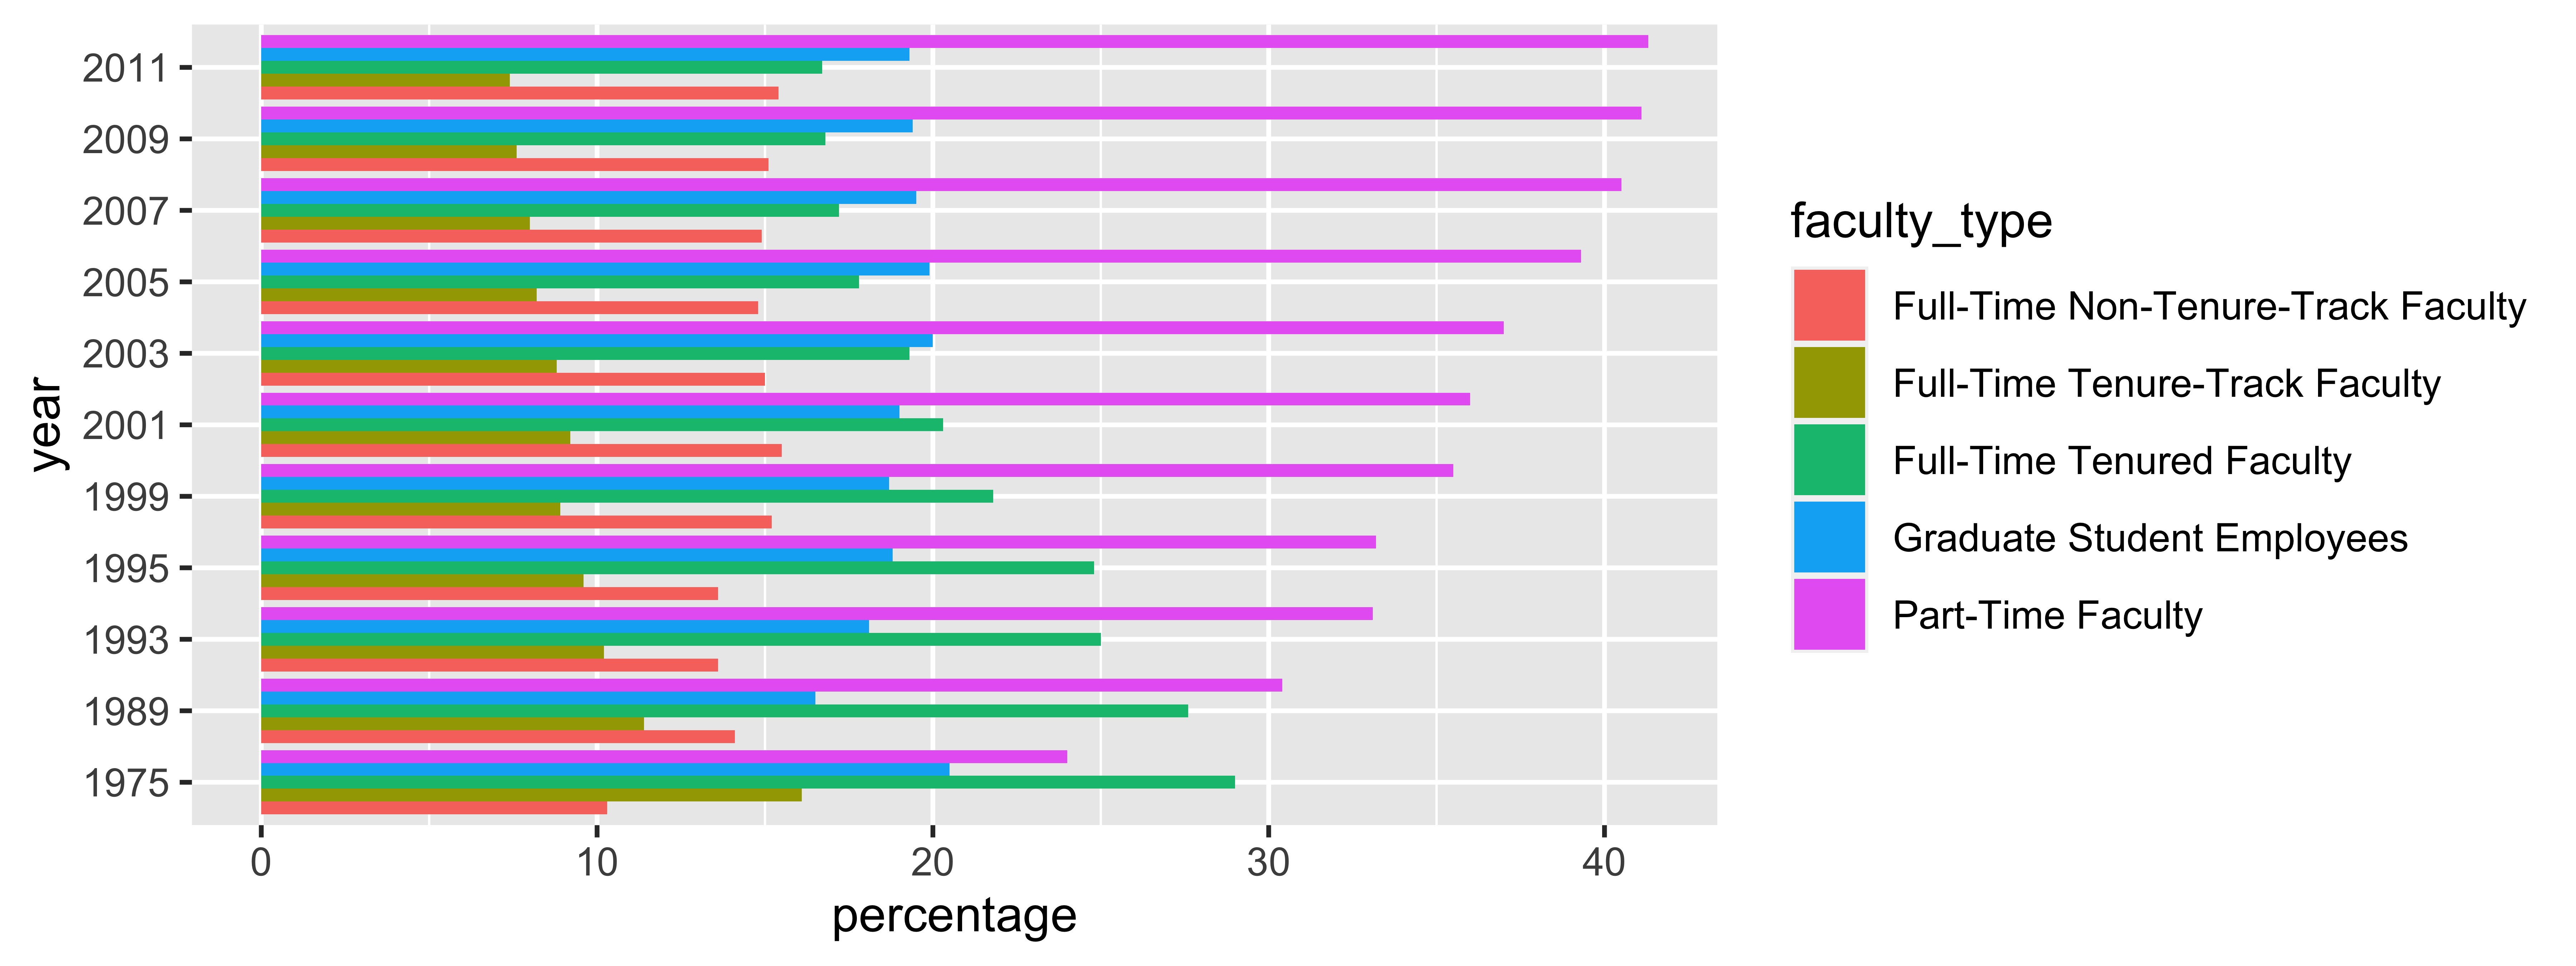 2011
2009
2007
2005
2003
2001
1999
1995
1993
1989
1975
year
0 10 20 30 40
percentage
faculty_type
Full-Time Non-Tenure-Track Faculty
Full-Time Tenure-Track Faculty
Full-Time Tenured Faculty
Graduate Student Employees
Part-Time Faculty